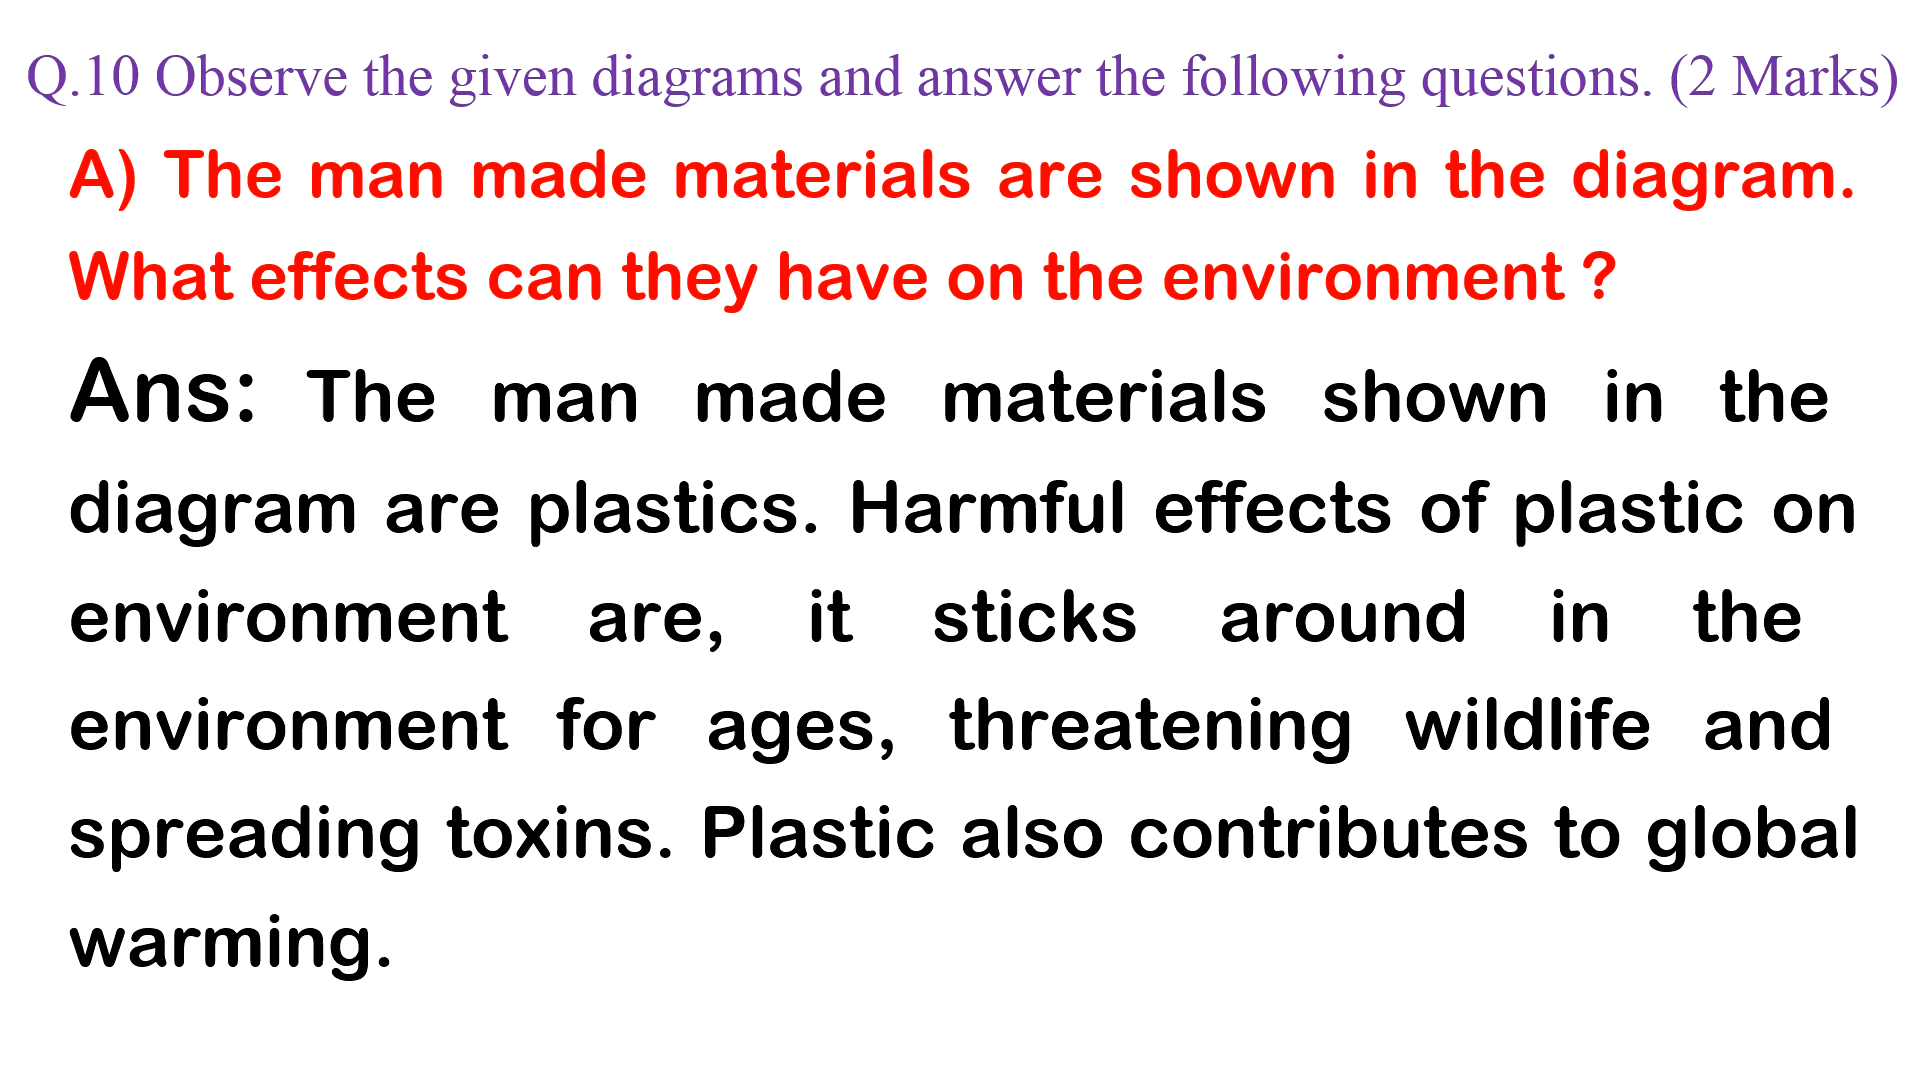 Q.10 Observe the given diagrams and answer the following questions. (2 Marks)
A) The man made materials are shown in the diagram.
What effects can they have on the environment ?
Ans: The man made materials shown in the
diagram are plastics. Harmful effects of plastic on
environment are, it sticks around in the
environment for ages, threatening wildlife and
spreading toxins. Plastic also contributes to global
warming.